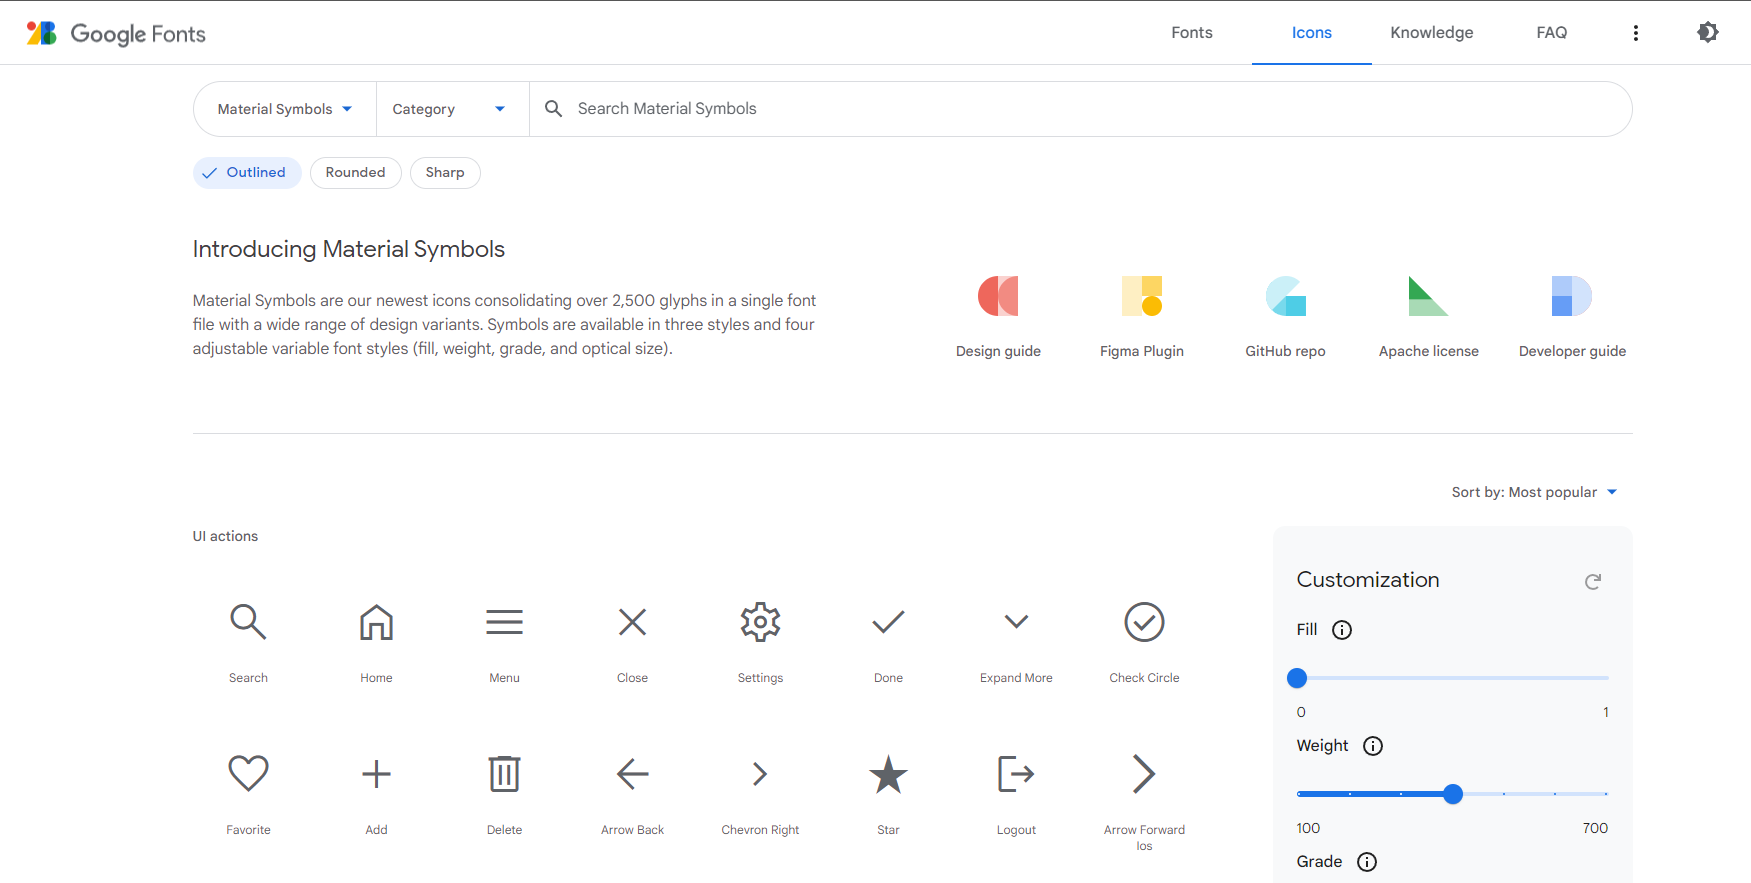 Google Fonts
Fonts
Icons
Knowledge
FAQ
Material Symbols
Category
Search Material Symbols
Outlined
Rounded
Sharp
Introducing Material Symbols
Material Symbols are our newest icons consolidating over 2,500 glyphs in a single font
file with a wide range of design variants. Symbols are available in three styles and four
adjustable variable font styles (fill, weight, grade, and optical size).
Design guide
Figma Plugin
GitHub repo
Apache license
Developer guide
Sort by: Most popular
UI actions
Search
Home
Menu
Close
Settings
Done
Expand More
Check Circle
Favorite
Add
Delete
Arrow Back
Chevron Right
Star
Logout
Arrow Forward
Ios
Customization
Fill
0
1
Weight
100
700
Grade